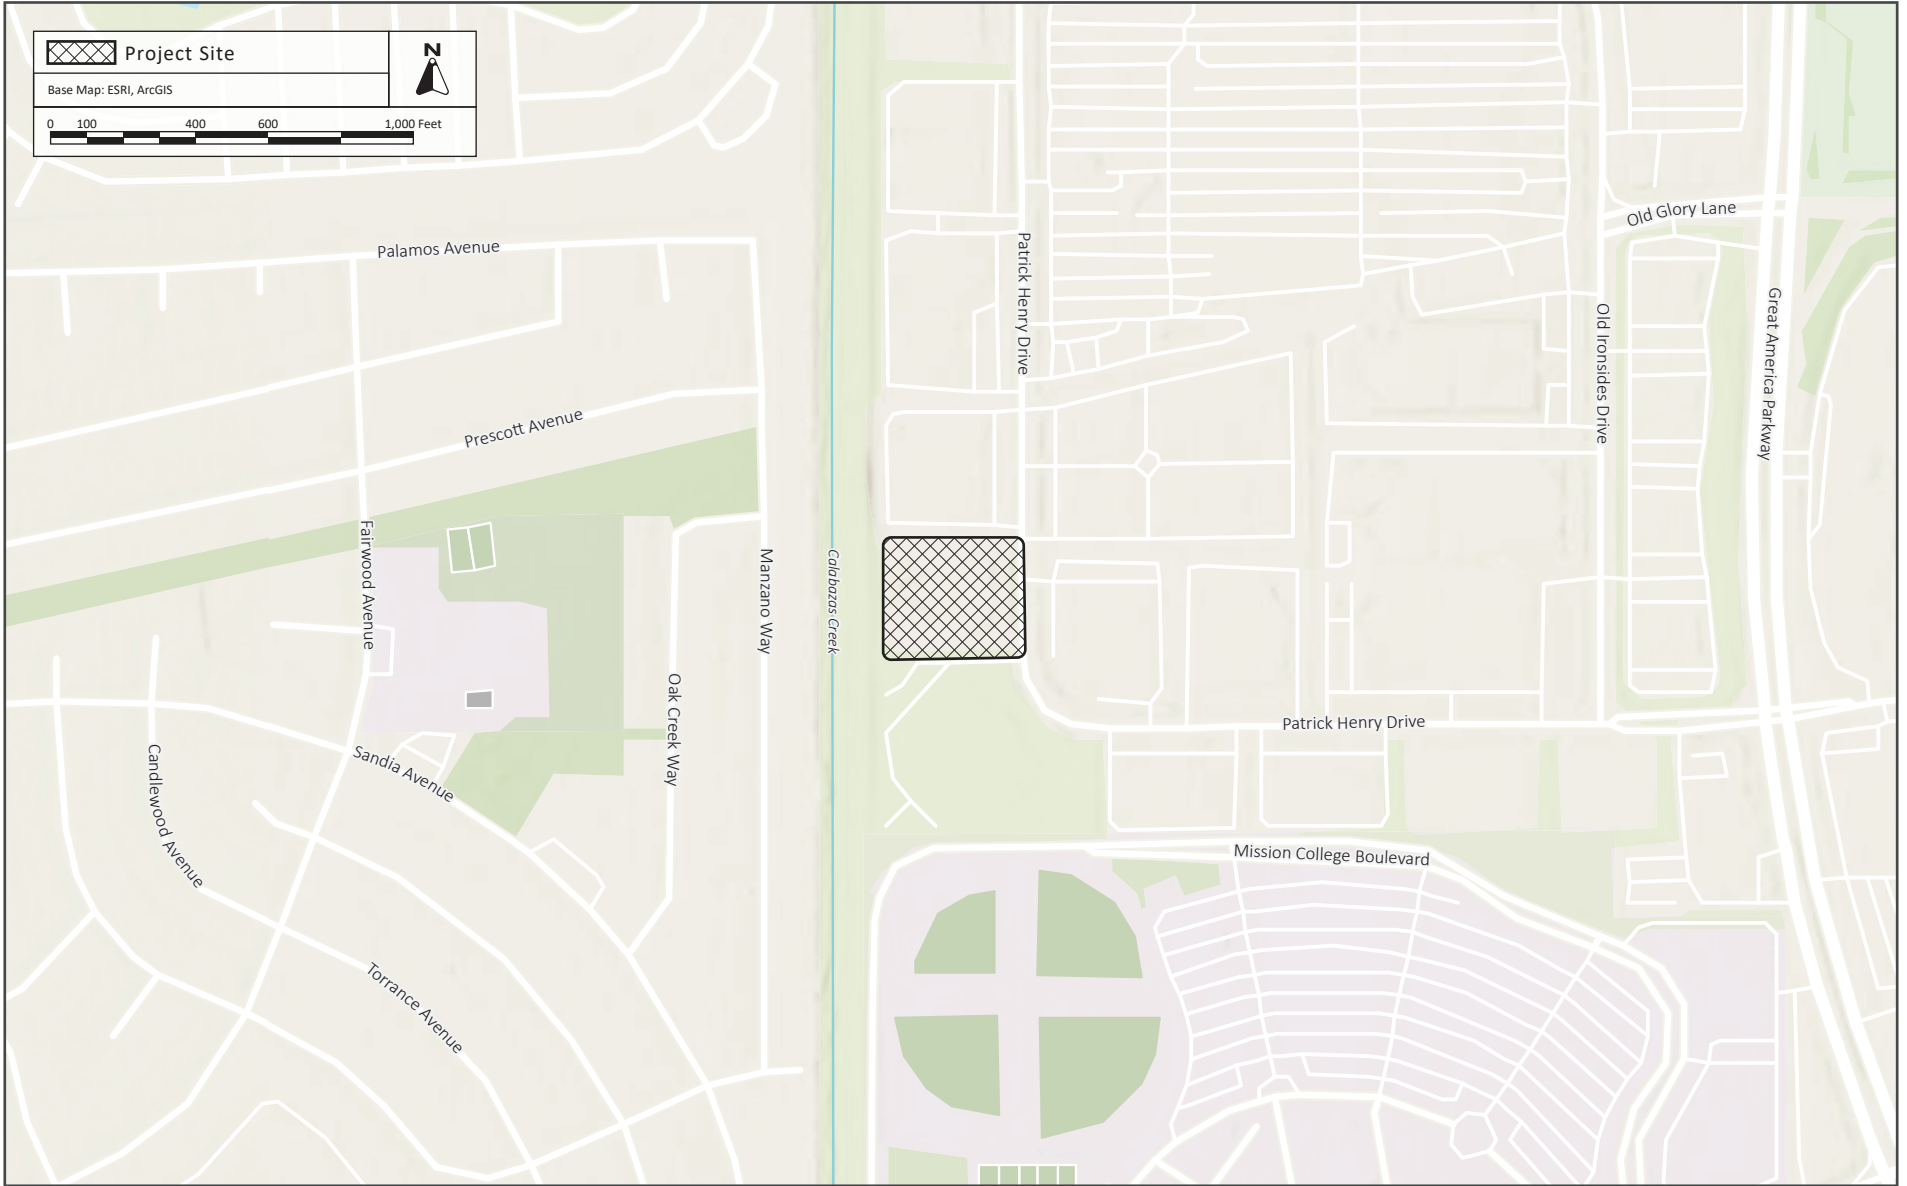 Project Site
N
Base Map: ESRI, ArcGIS
0 100 400 600 1,000 Feet
Old Glory Lane
Palamos Avenue
Patrick Henry Drive
Great America Parkway
Old Ironsides Drive
Prescott Avenue
Fairwood Avenue
Manzano Way
Calabazas Creek
Oak Creek Way
Patrick Henry Drive
Candlewood Avenue
Sandia Avenue
Mission College Boulevard
Torrance Avenue